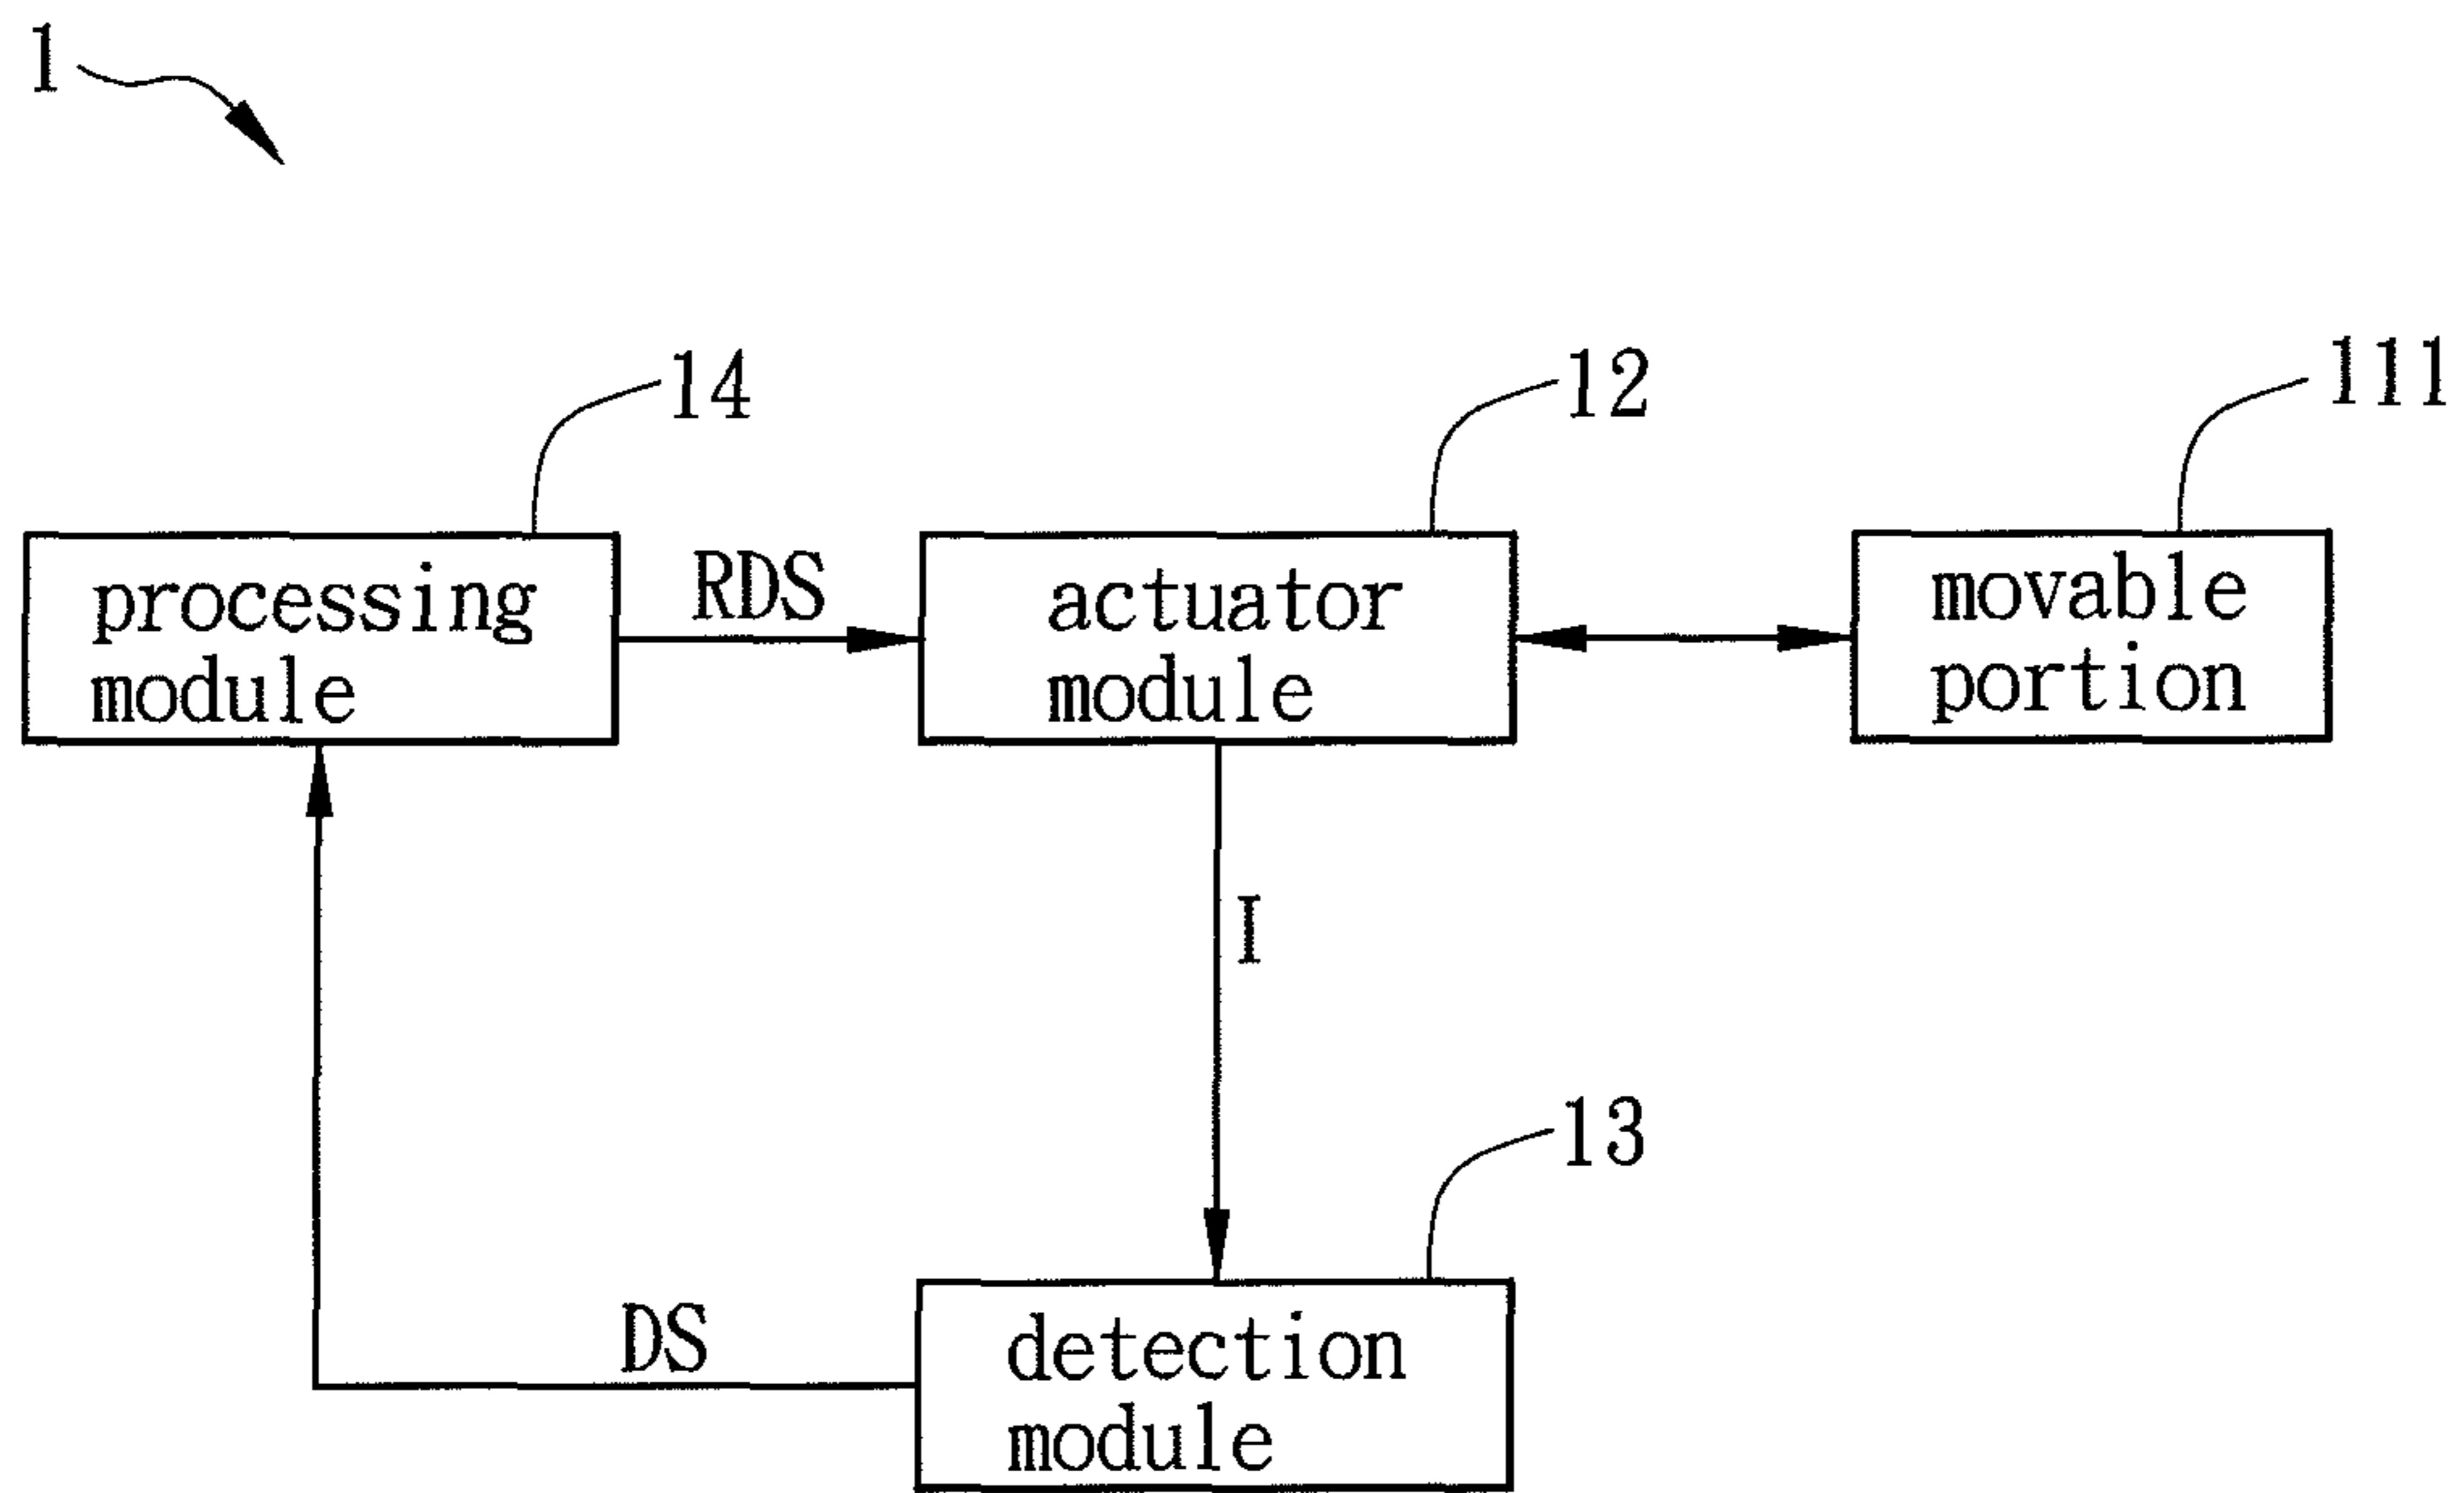 1
14
12
111
processing
module
RDS
actuator
module
movable
portion
I
13
DS
detection
module